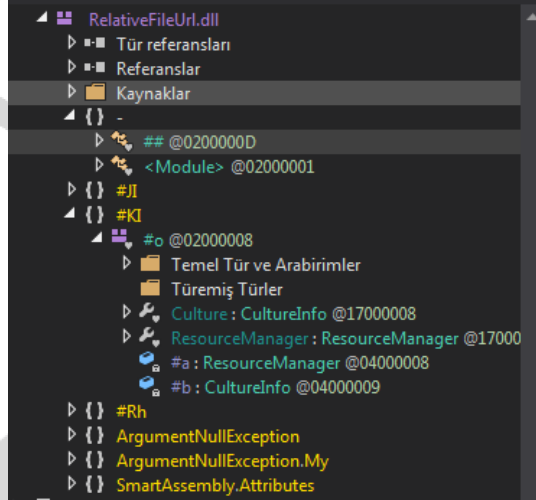 RelativeFileUrl.dll
Tür referansları
Referanslar
Kaynaklar
{ } -
## @0200000D
<Module> @02000001
{ } #JI
{ } #KI
#o @02000008
Temel Tür ve Arabirimler
Türemiş Türler
Culture : CultureInfo @17000008
ResourceManager : ResourceManager @17000
#a : ResourceManager @04000008
#b : CultureInfo @04000009
{ } #Rh
{ } ArgumentNullException
{ } ArgumentNullException.My
{ } SmartAssembly.Attributes